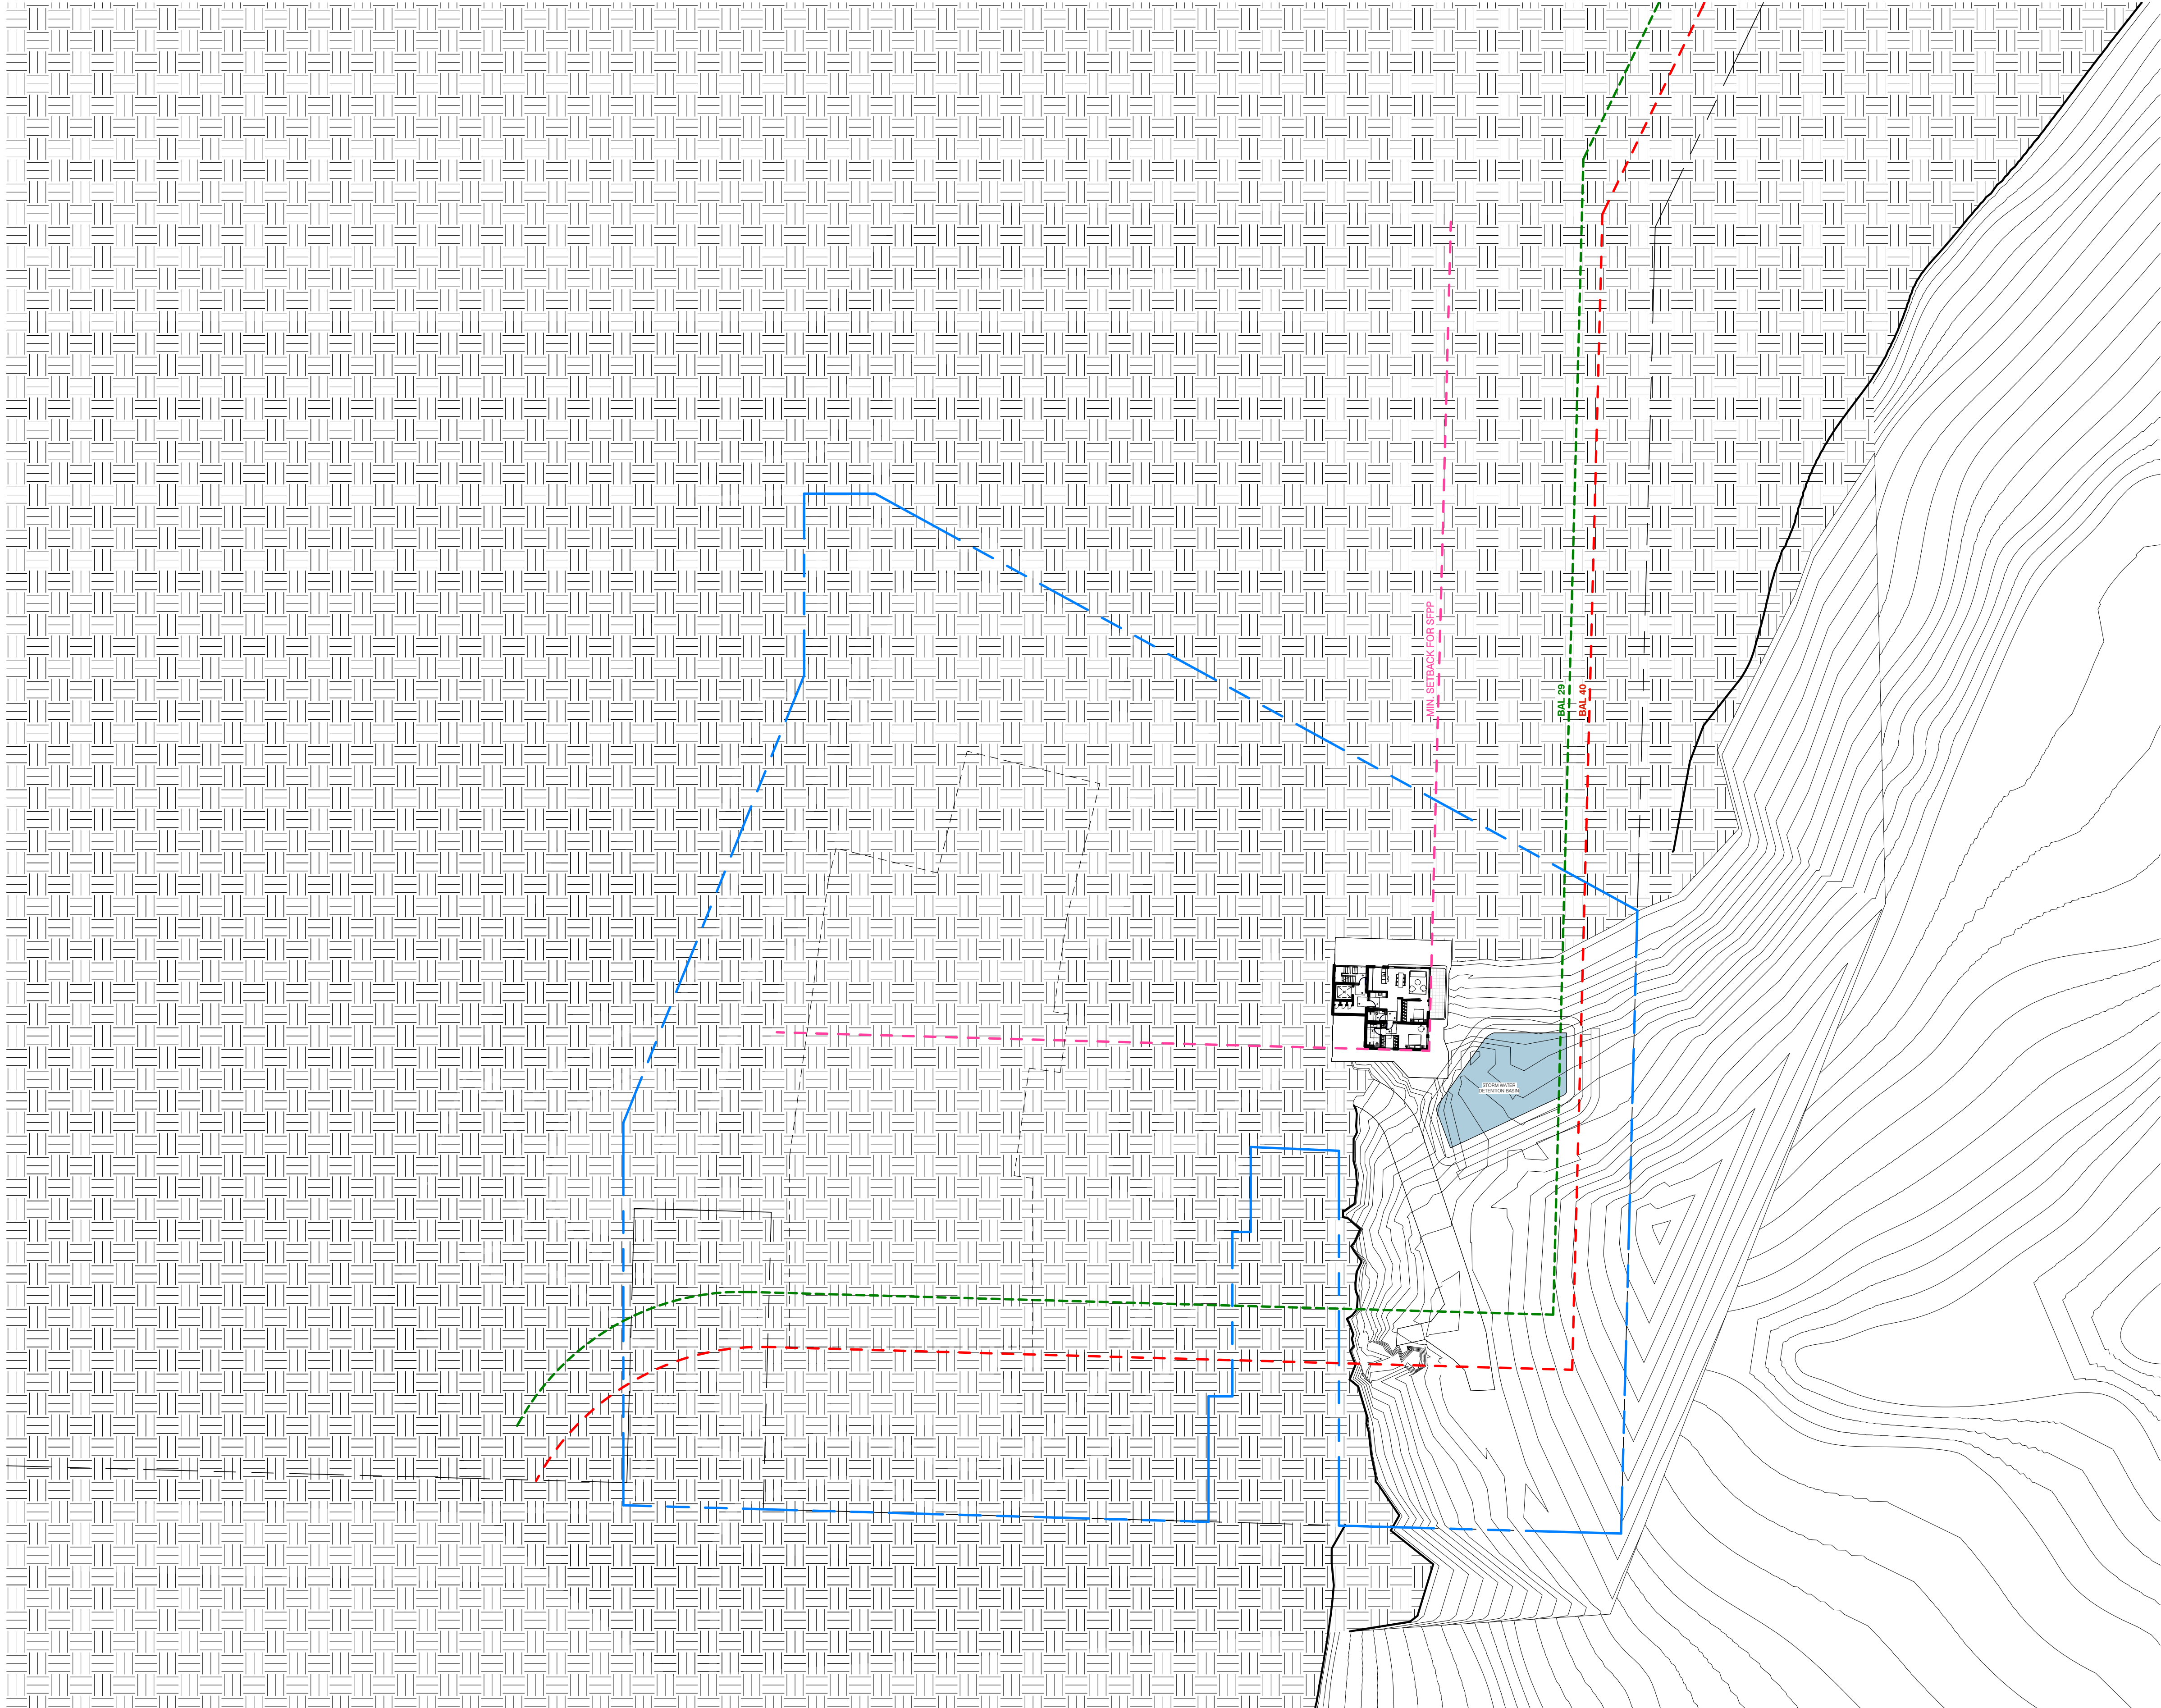 MIN. SETBACK FOR SFPP
BAL 29
BAL 40
STORM WATER
DETENTION BASIN